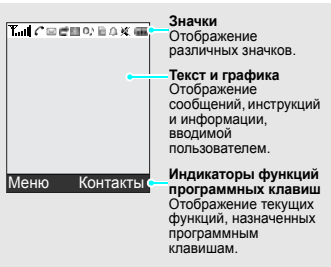 Значки
Отображение
различных значков.
Текст и графика
Отображение
сообщений, инструкций
и информации,
вводимой
пользователем.
Меню Контакты
Индикаторы функций
программных клавиш
Отображение текущих
функций, назначенных
программным
клавишам.